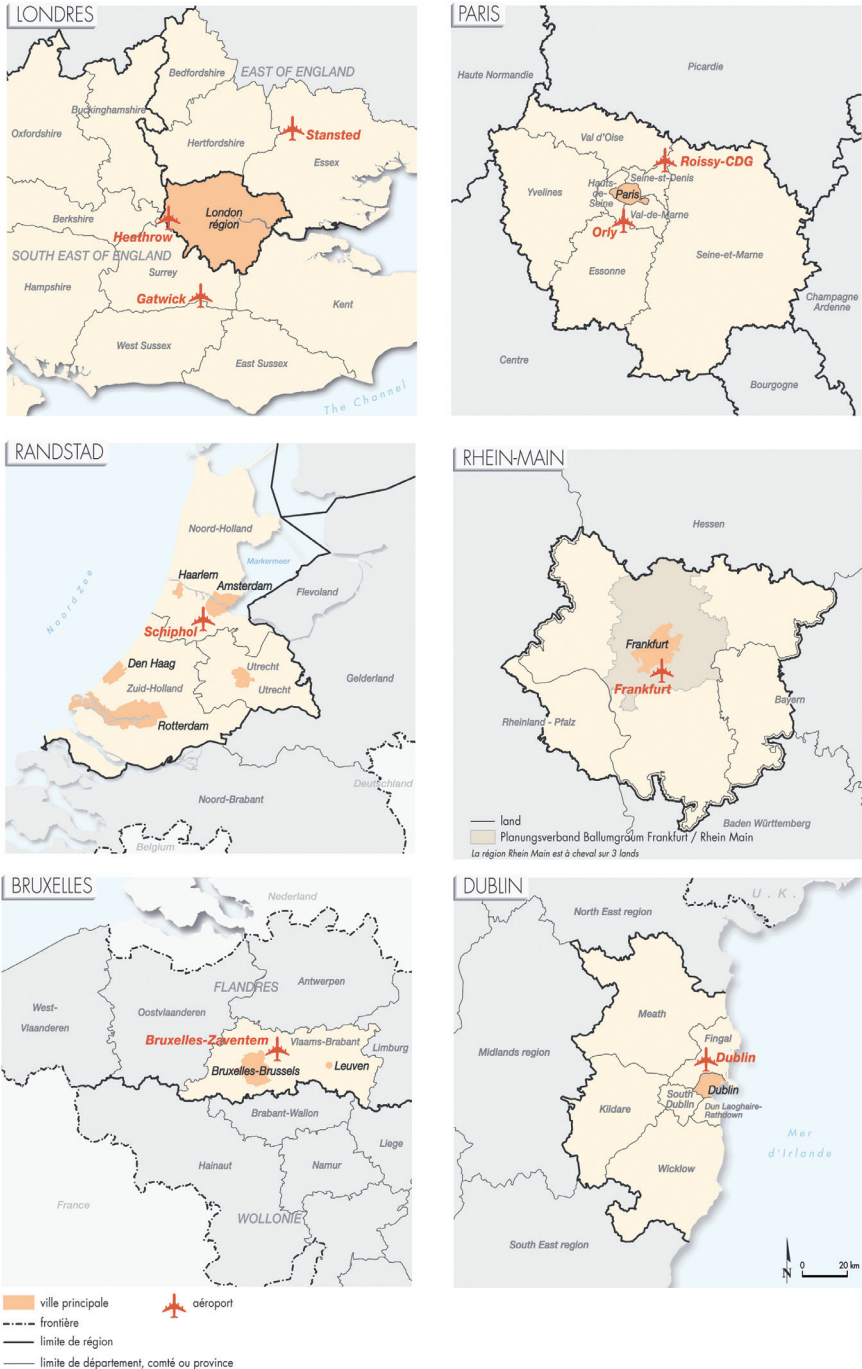 LONDRES
Bedfordshire
EAST OF ENGLAND
Buckinghamshire
Oxfordshire
Hertfordshire
Stansted
Essex
London
région
Berkshire
Heathrow
SOUTH EAST OF ENGLAND
Surrey
Hampshire
Gatwick
Kent
West Sussex
East Sussex
The Channel
PARIS
Picardie
Haute Normandie
Val d'Oise
Roissy-CDG
Seine-st-Denis
Yvelines
Hauts-
de-
Seine
Paris
Val-de-Marne
Orly
Seine-et-Marne
Essonne
Champagne
Ardenne
Centre
Bourgogne
RANDSTAD
Noord-Holland
Markermeer
Haarlem
Amsterdam
Flevoland
NoordZee
Schiphol
Den Haag
Utrecht
Utrecht
Gelderland
Zuid-Holland
Rotterdam
Deutschland
Noord-Brabant
Belgium
RHEIN-MAIN
Hessen
Frankfurt
Frankfurt
Bayern
Rheinland - Pfalz
Baden Württemberg
land
Planungsverband Ballumgraum Frankfurt / Rhein Main
La région Rhein Main est à cheval sur 3 lands
BRUXELLES
Nederland
Antwerpen
FLANDRES
West-
Vlaanderen
Oostvlaanderen
Bruxelles-Zaventem
Vlaams-Brabant
Limburg
Leuven
Bruxelles-Brussels
Brabant-Wallon
Liege
Hainaut
Namur
France
WOLLONIE
DUBLIN
U.K.
North East region
Meath
Fingal
Midlands region
Dublin
Dublin
South
Dublin
Kildare
Dun Laoghaire-
Rathdown
Mer
d'Irlande
Wicklow
South East region
N
0 20 km
ville principale
aéroport
frontière
limite de région
limite de département, comté ou province